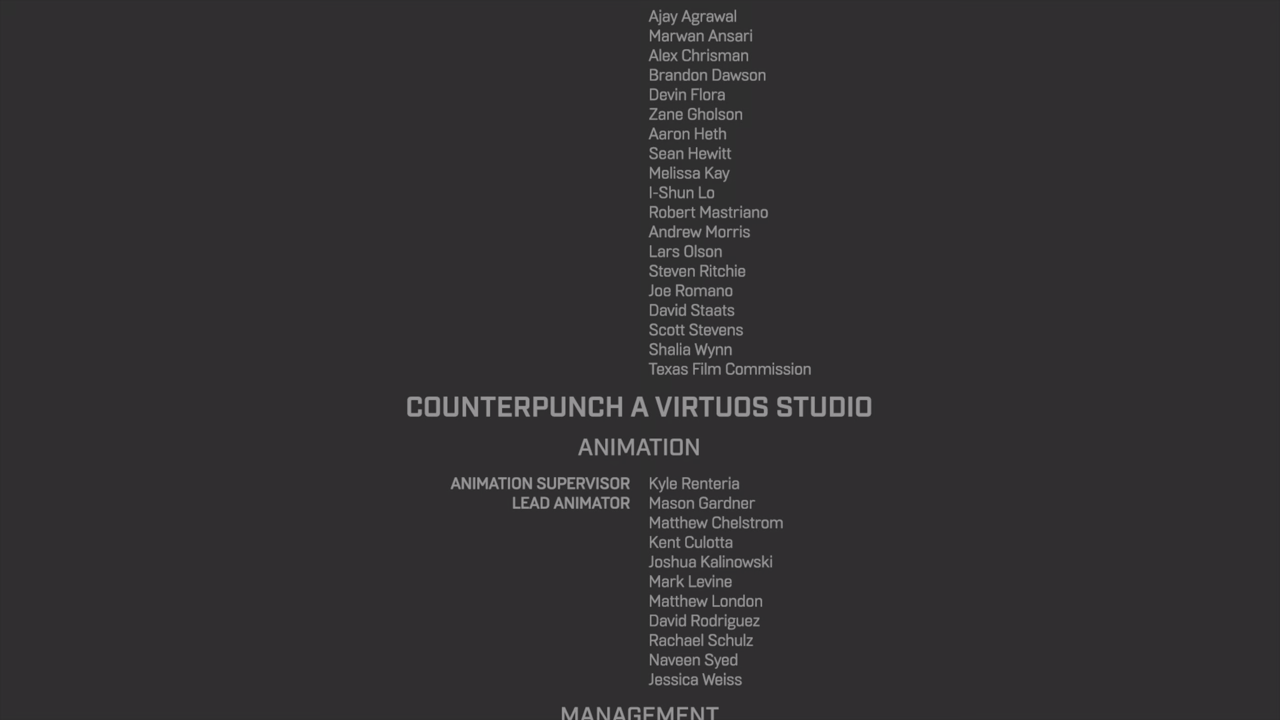 Ajay Agrawal
Marwan Ansari
Alex Chrisman
Brandon Dawson
Devin Flora
Zane Gholson
Aaron Heth
Sean Hewitt
Melissa Kay
I-Shun Lo
Robert Mastriano
Andrew Morris
Lars Olson
Steven Ritchie
Joe Romano
David Staats
Scott Stevens
Shalia Wynn
Texas Film Commission
COUNTERPUNCH A VIRTUOS STUDIO
ANIMATION
ANIMATION SUPERVISOR Kyle Renteria
LEAD ANIMATOR Mason Gardner
Matthew Chelstrom
Kent Culotta
Joshua Kalinowski
Mark Levine
Matthew London
David Rodriguez
Rachael Schulz
Naveen Syed
Jessica Weiss
MANAGEMENT